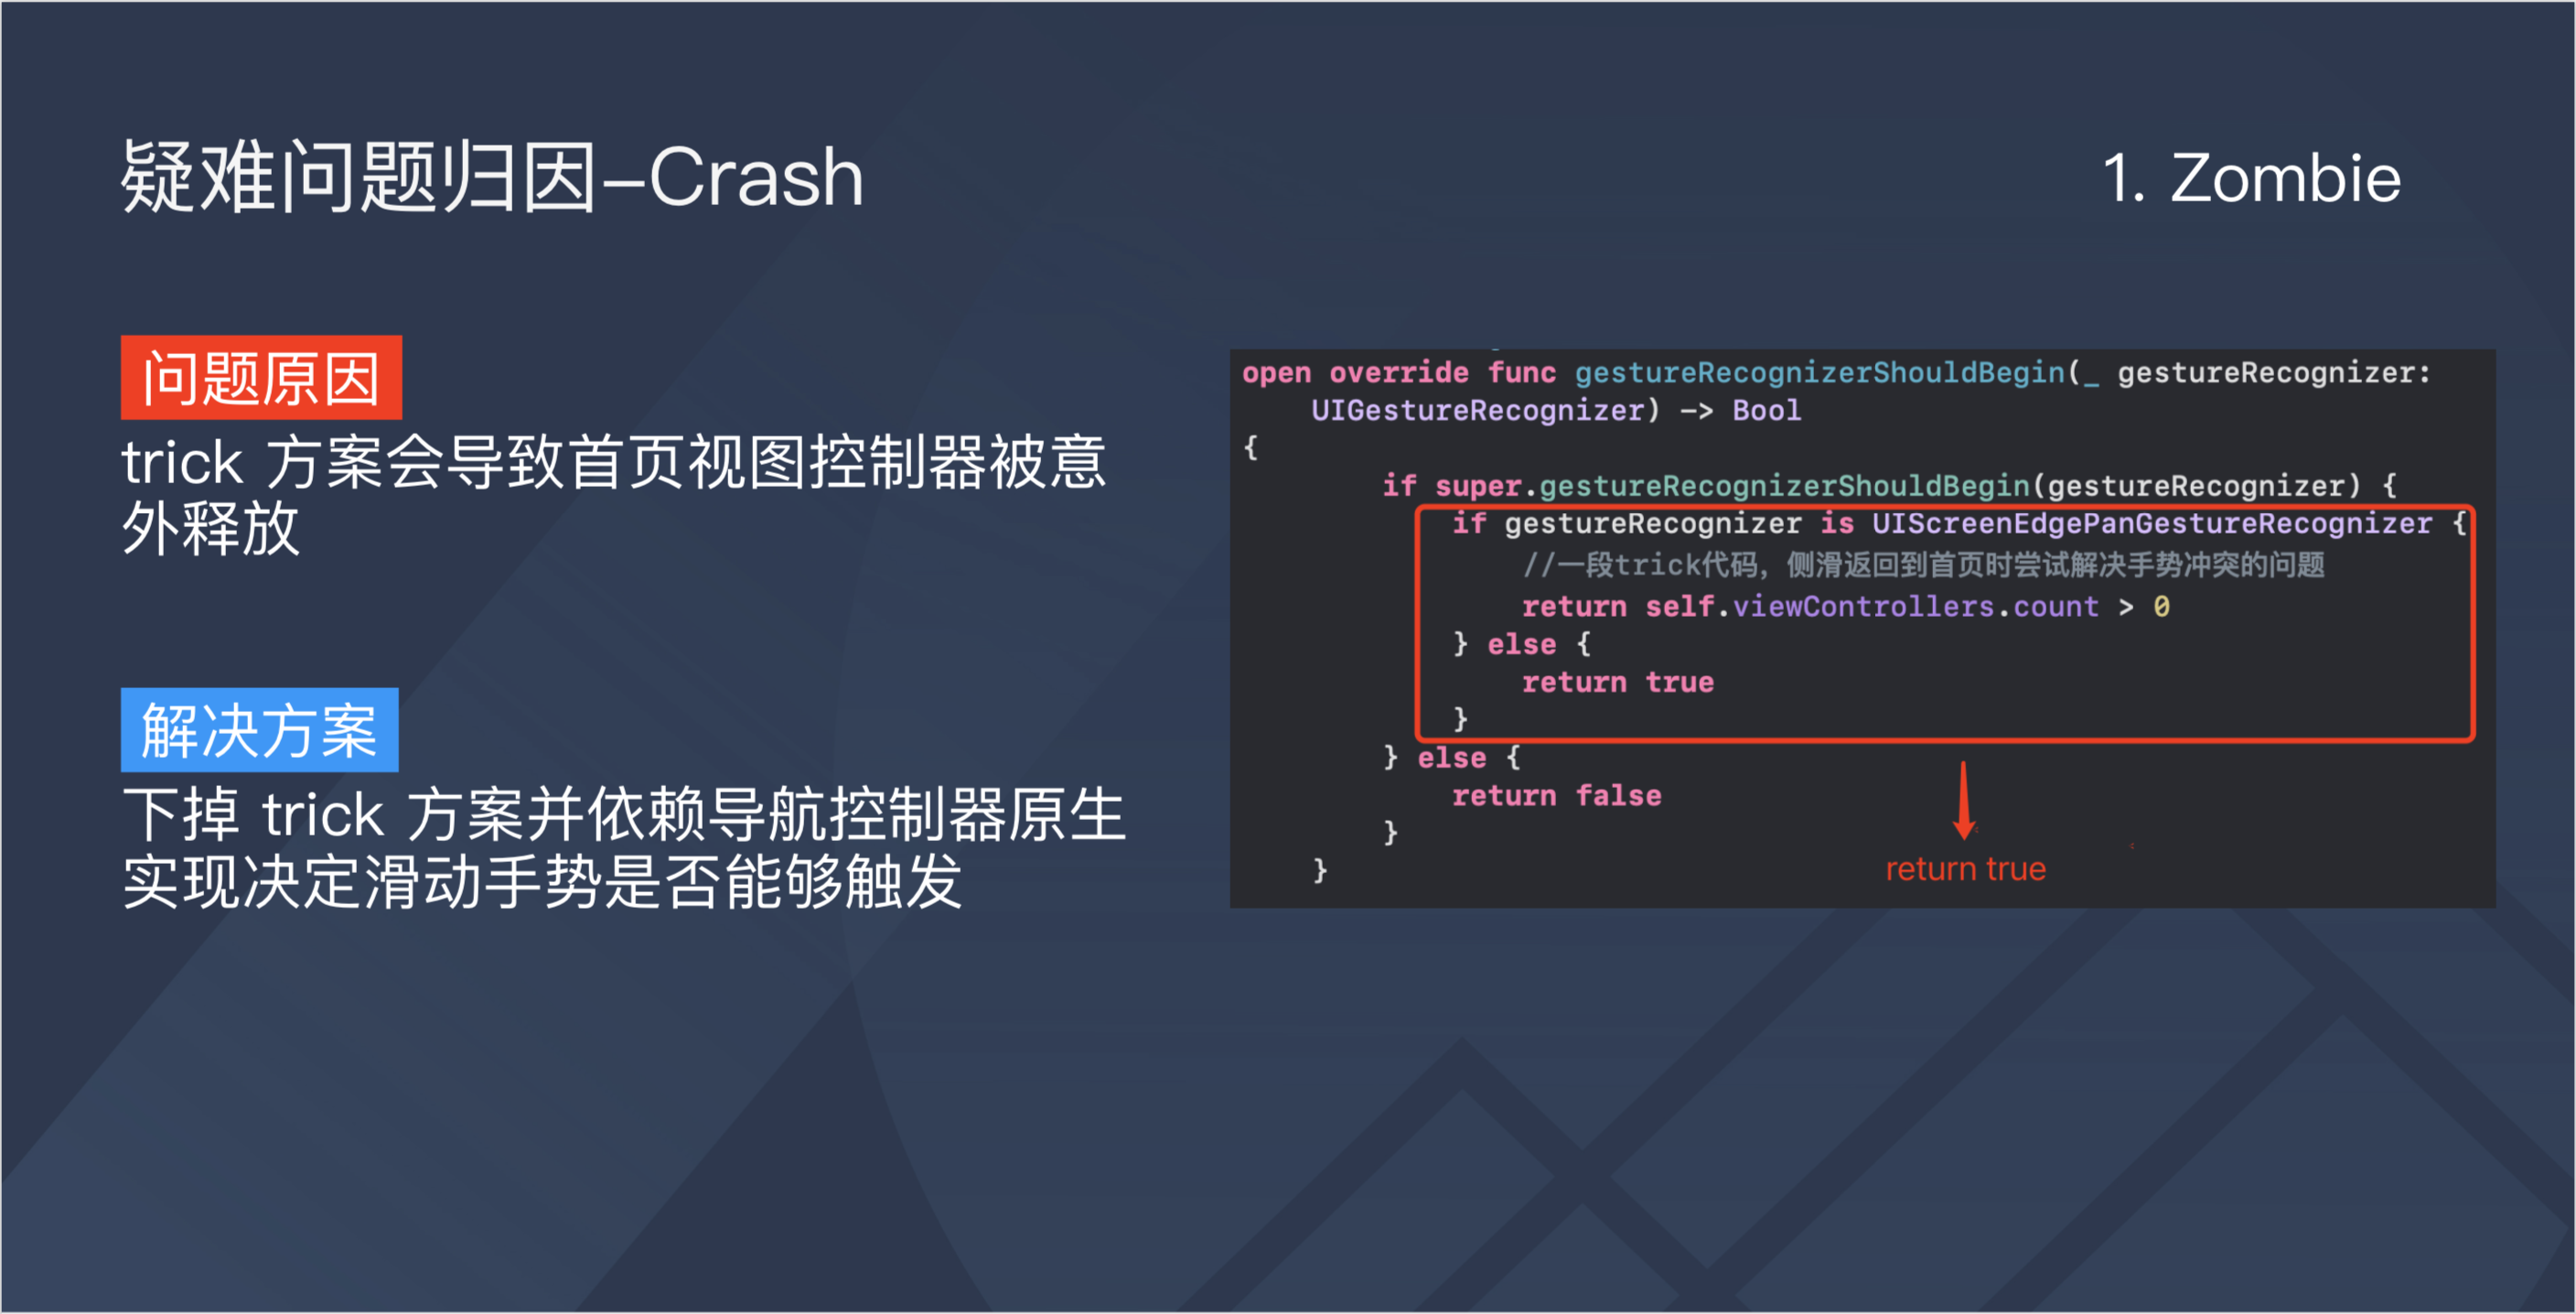 疑难问题归因–Crash
1. Zombie
问题原因
trick 方案会导致首页视图控制器被意
外释放
解决方案
下掉 trick 方案并依赖导航控制器原生
实现决定滑动手势是否能够触发
open override func gestureRecognizerShouldBegin(_ gestureRecognizer:
UIGestureRecognizer) -> Bool
{
if super.gestureRecognizerShouldBegin(gestureRecognizer) {
if gestureRecognizer is UIScreenEdgePanGestureRecognizer {
//一段trick代码，侧滑返回到首页时尝试解决手势冲突的问题
return self.viewControllers.count > 0
} else {
return true
}
} else {
return false
}
}
return true